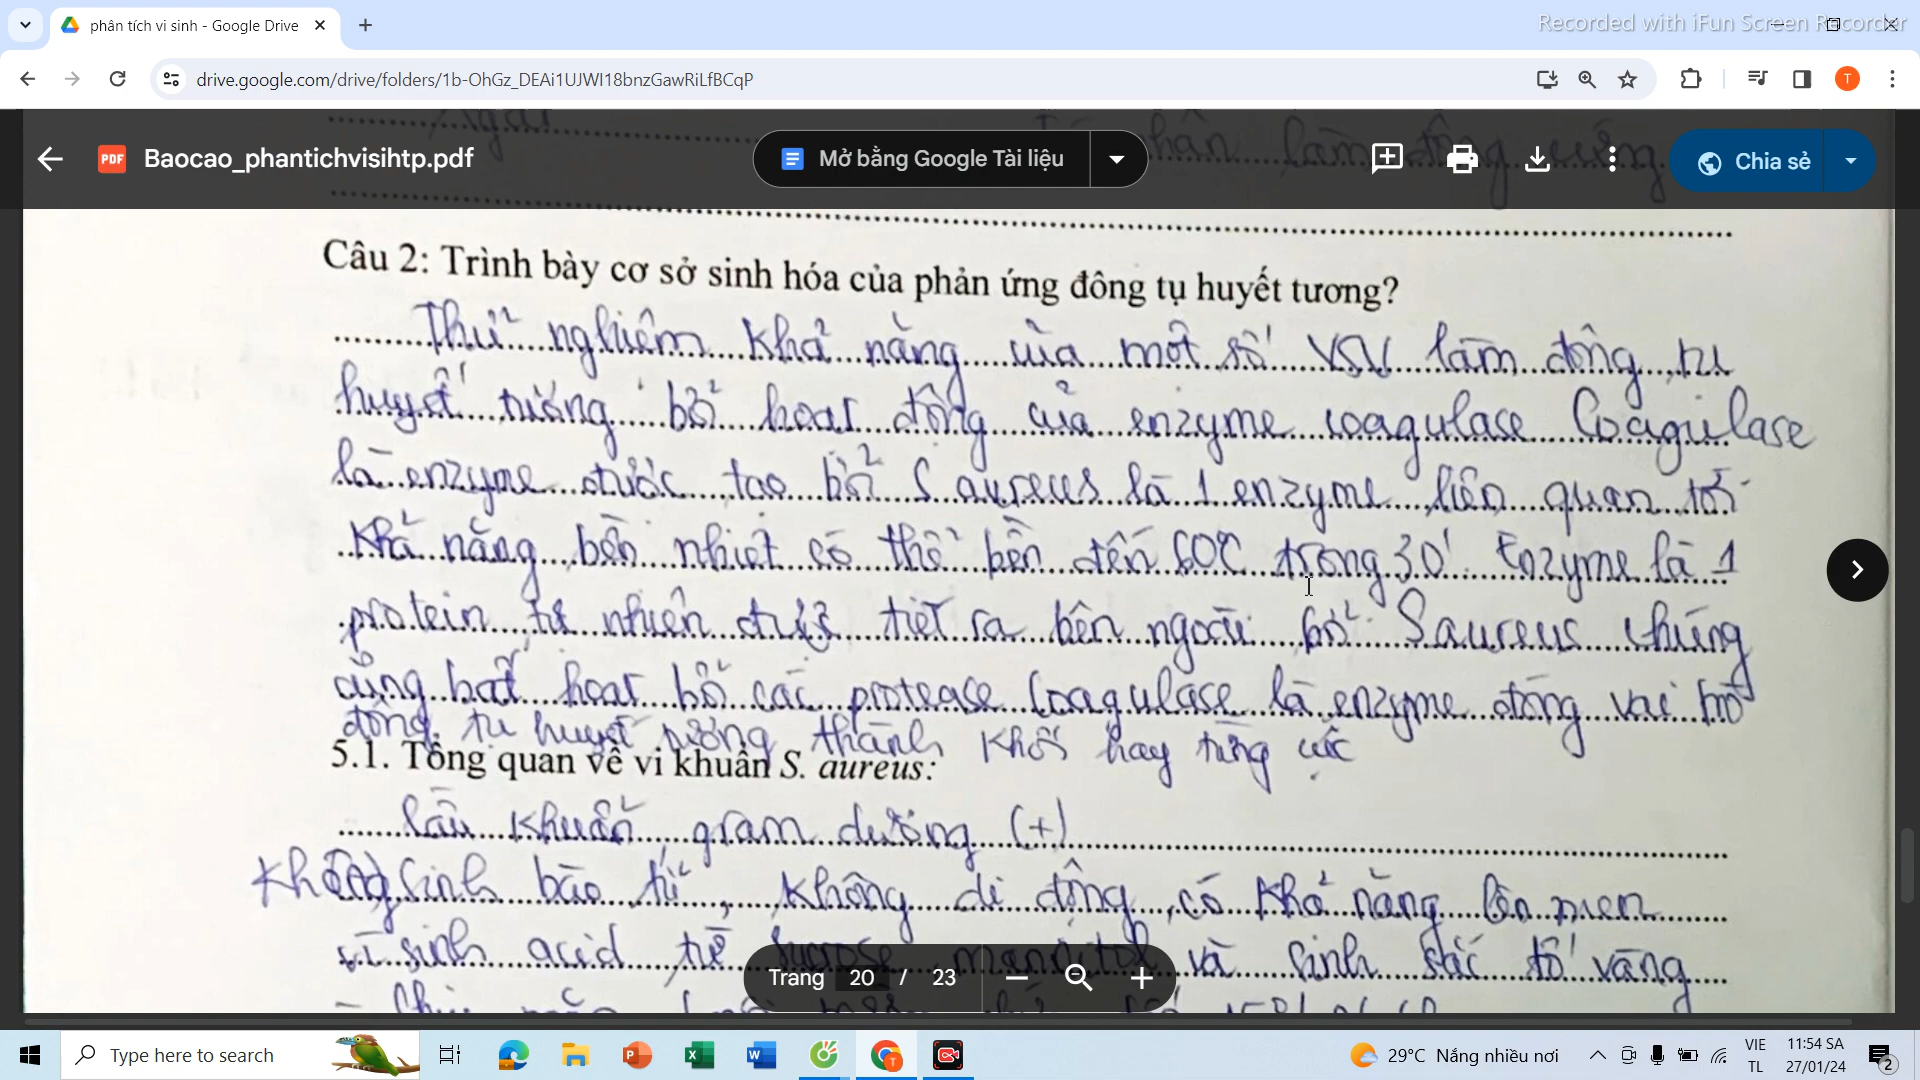 phân tích vi sinh - Google Drive
Recorded with iFun Screen Recorder
drive.google.com/drive/folders/1b-OhGz_DEAi1UJWI18bnzGawRiLfBCqP
T
PDF Baocao_phantichvisihtp.pdf
Mở bằng Google Tài liệu
Chia sẻ
Câu 2: Trình bày cơ sở sinh hóa của phản ứng đông tụ huyết tương?
Thử nghiệm khả năng của một số VSV làm đông tụ
huyết tương bởi hoạt động của enzyme coagulase Coagulase
là enzyme được tạo bởi S aureus là 1 enzyme liên quan tới
khả năng bền nhiệt có thể bền đến 60°C trong 30' Enzyme là 1
protein tự nhiên được tiết ra bên ngoài bởi S aureus chúng
cũng bất hoạt bởi các protease Coagulase là enzyme đóng vai trò
đông tụ huyết tương thành khối hay từng cục
5.1. Tổng quan về vi khuẩn S. aureus:
Cầu khuẩn gram dương (+)
không sinh bào tử, không di động, có khả năng lên men
sinh acid từ mannitol và sinh sắc tố vàng
Trang 20 / 23
Type here to search
29°C Nắng nhiều nơi
VIE
TL
11:54 SA
27/01/24
2